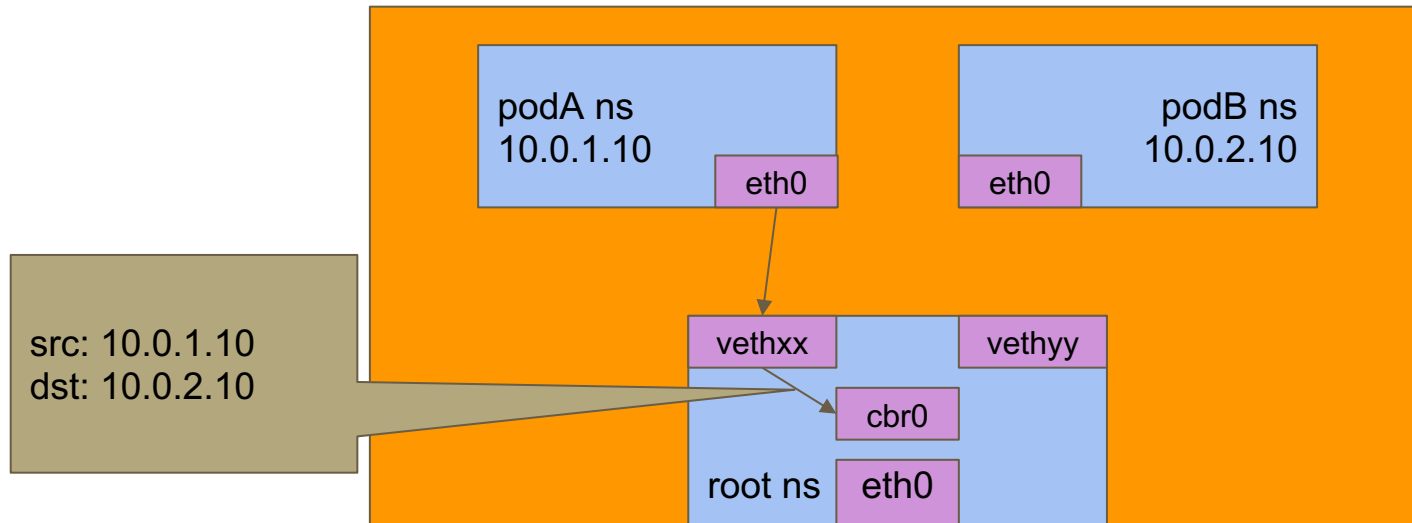 podA ns
10.0.1.10
eth0
podB ns
10.0.2.10
eth0
src: 10.0.1.10
dst: 10.0.2.10
vethxx
vethyy
cbr0
root ns
eth0